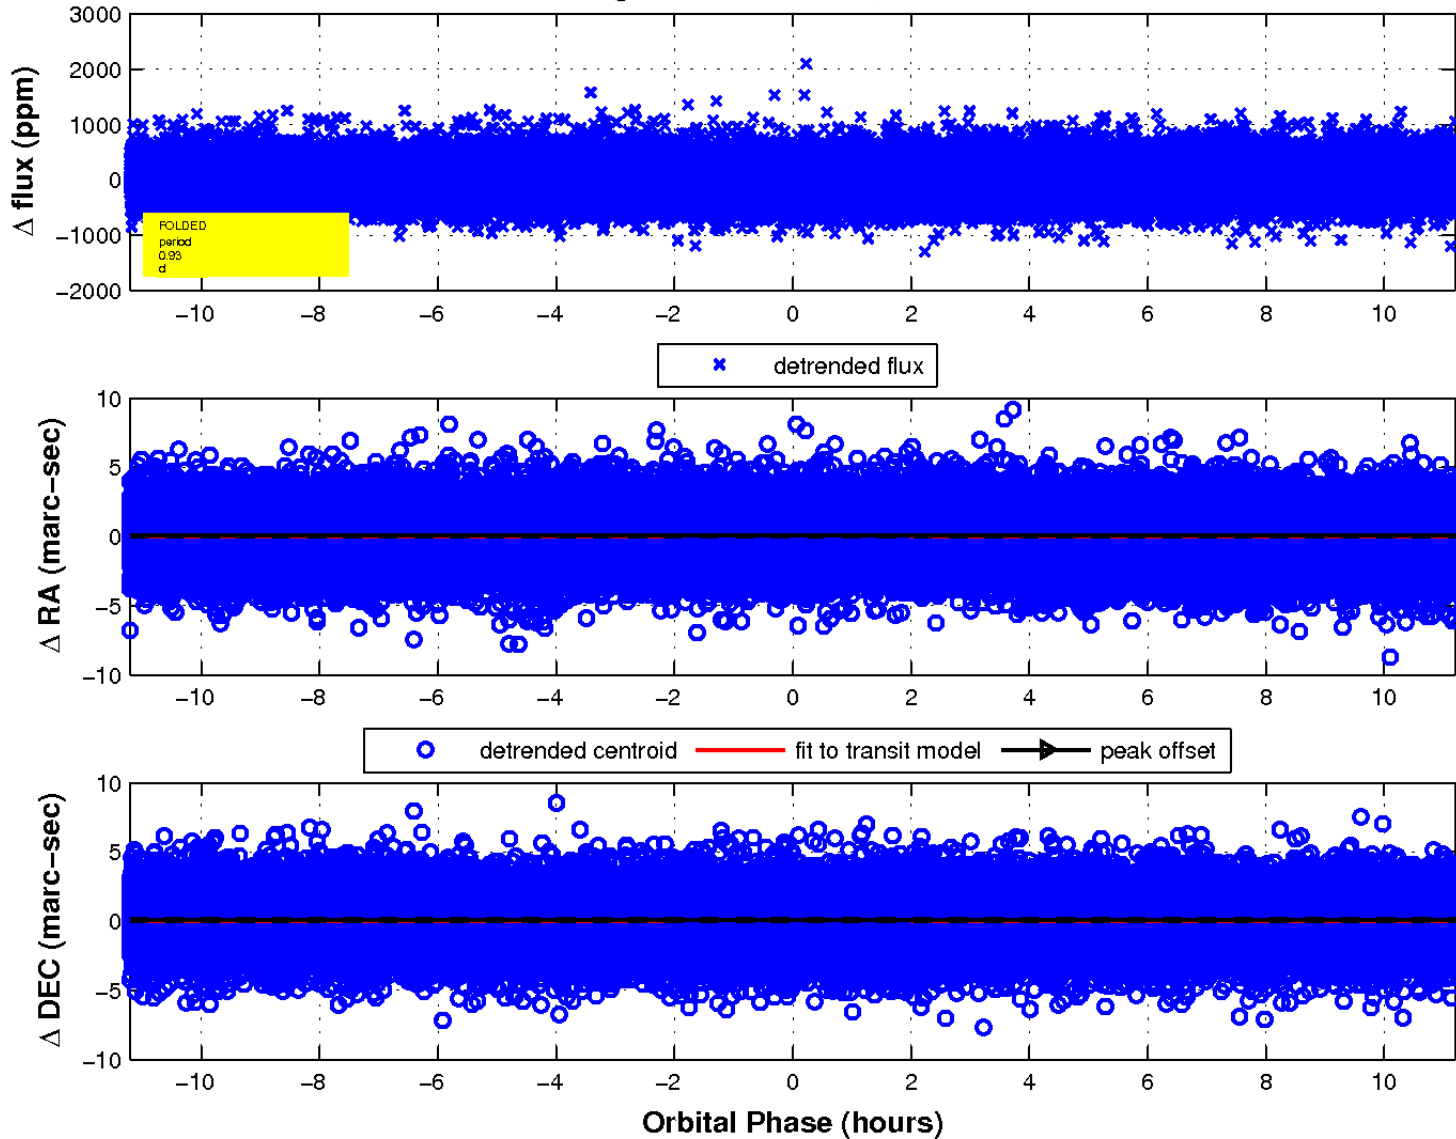 3000
2000
1000
0
−1000
−2000
Δ flux (ppm)
FOLDED
period
0.93
d
−10 −8 −6 −4 −2 0 2 4 6 8 10
detrended flux
10
5
0
−5
−10
Δ RA (marc−sec)
−10 −8 −6 −4 −2 0 2 4 6 8 10
detrended centroid fit to transit model peak offset
10
5
0
−5
−10
Δ DEC (marc−sec)
−10 −8 −6 −4 −2 0 2 4 6 8 10
Orbital Phase (hours)